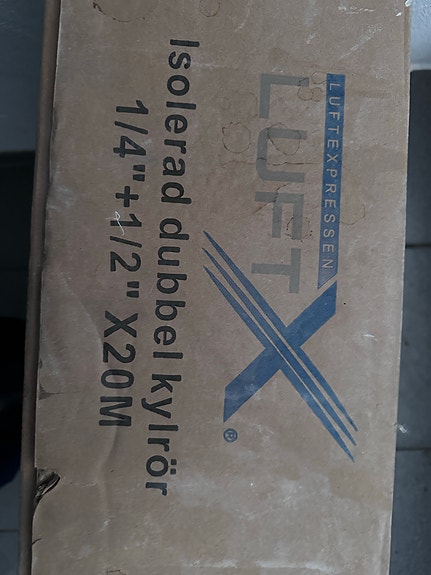 LUFTEXPRESSEN
LUFTX®
Isolerad dubbel kylrör
1/4"+1/2" X20M